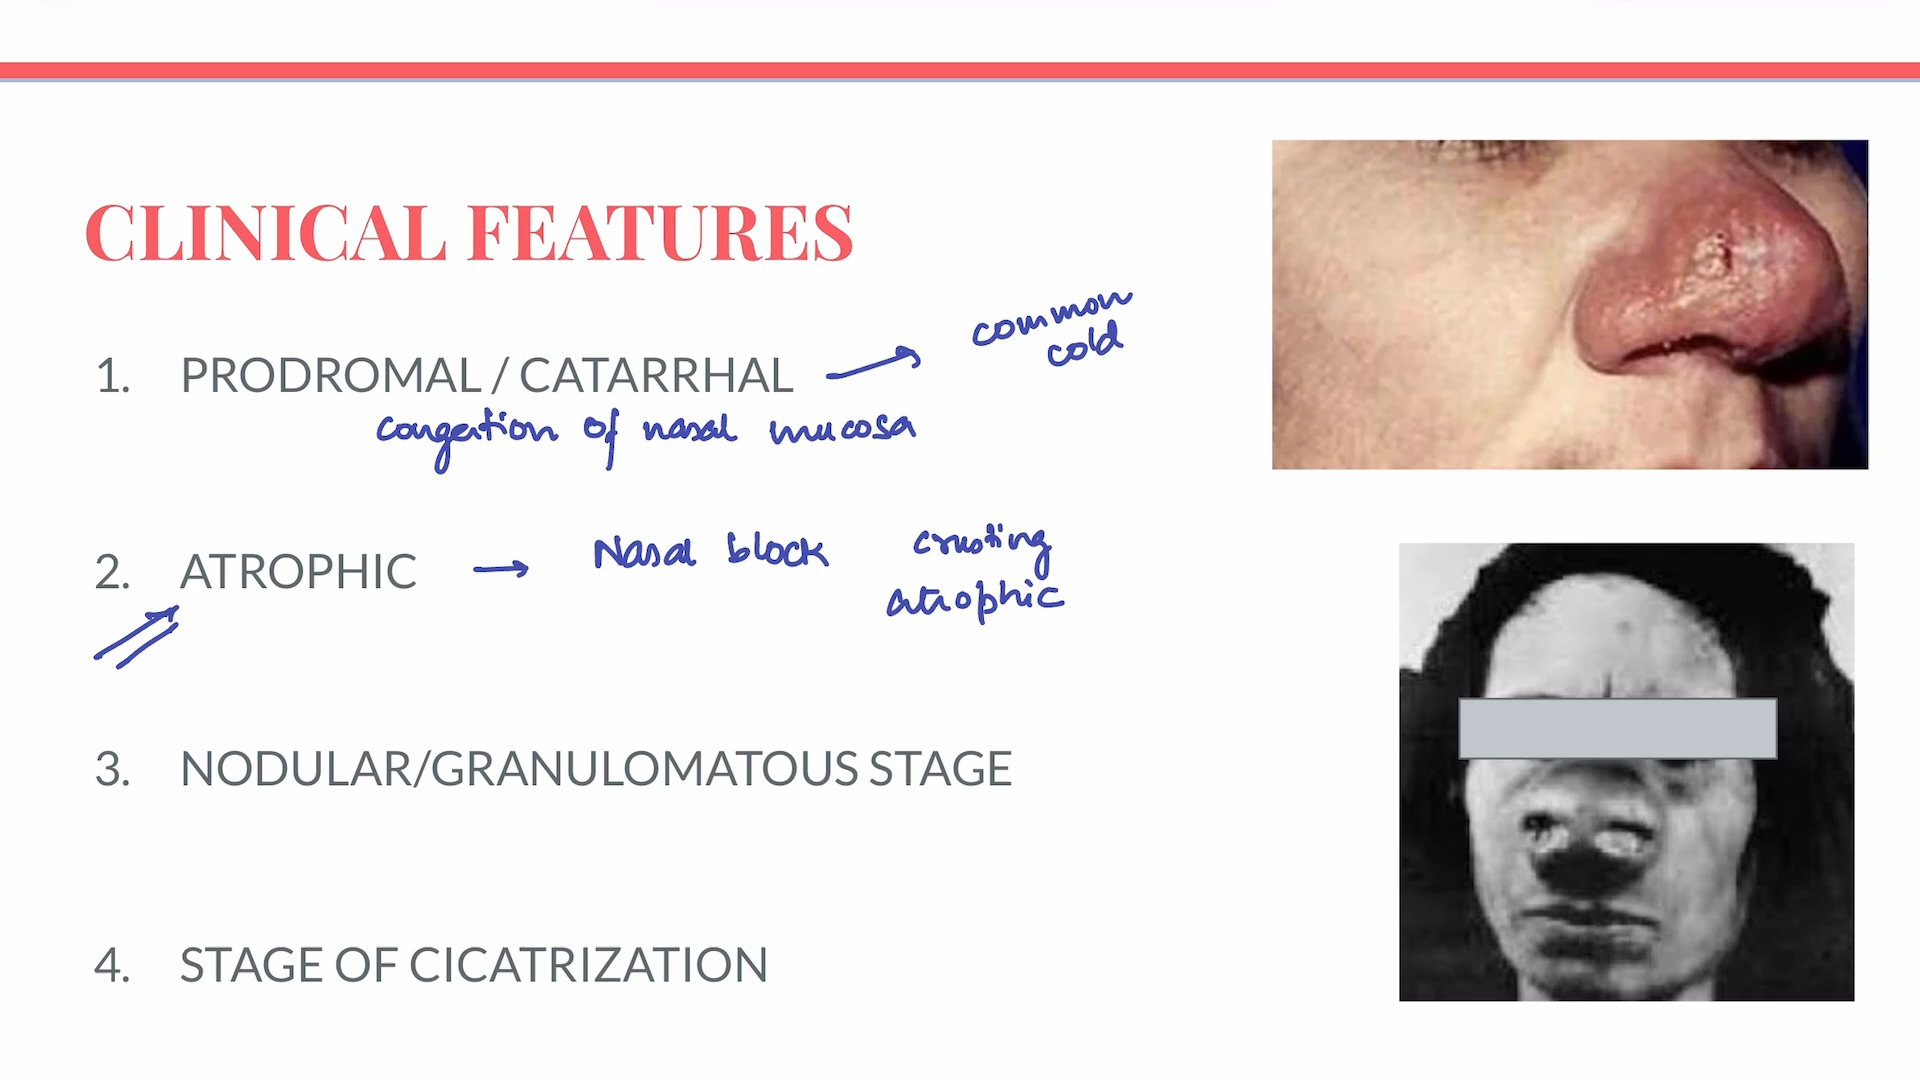 CLINICAL FEATURES
1. PRODROMAL / CATARRHAL → common cold
congestion of nasal mucosa
2. ATROPHIC → Nasal block crusting
atrophic
3. NODULAR/GRANULOMATOUS STAGE
4. STAGE OF CICATRIZATION